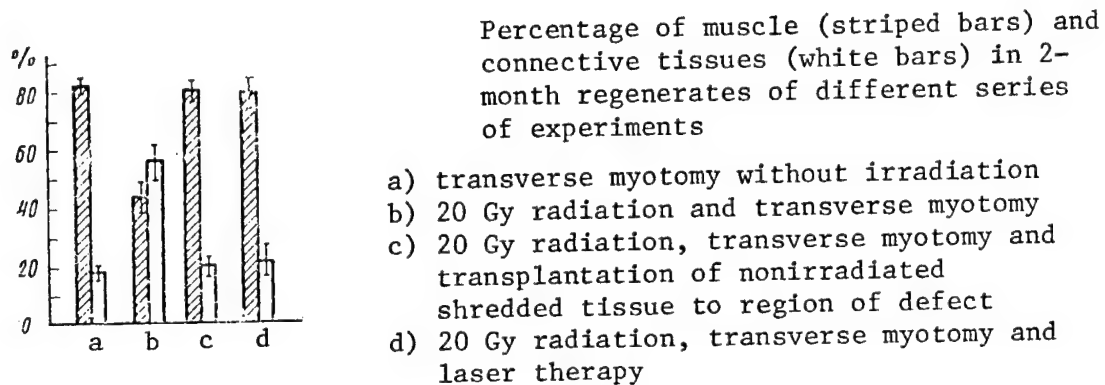 %
80
60
40
20
0
a b c d
Percentage of muscle (striped bars) and
connective tissues (white bars) in 2-
month regenerates of different series
of experiments
a) transverse myotomy without irradiation
b) 20 Gy radiation and transverse myotomy
c) 20 Gy radiation, transverse myotomy and
transplantation of nonirradiated
shredded tissue to region of defect
d) 20 Gy radiation, transverse myotomy and
laser therapy